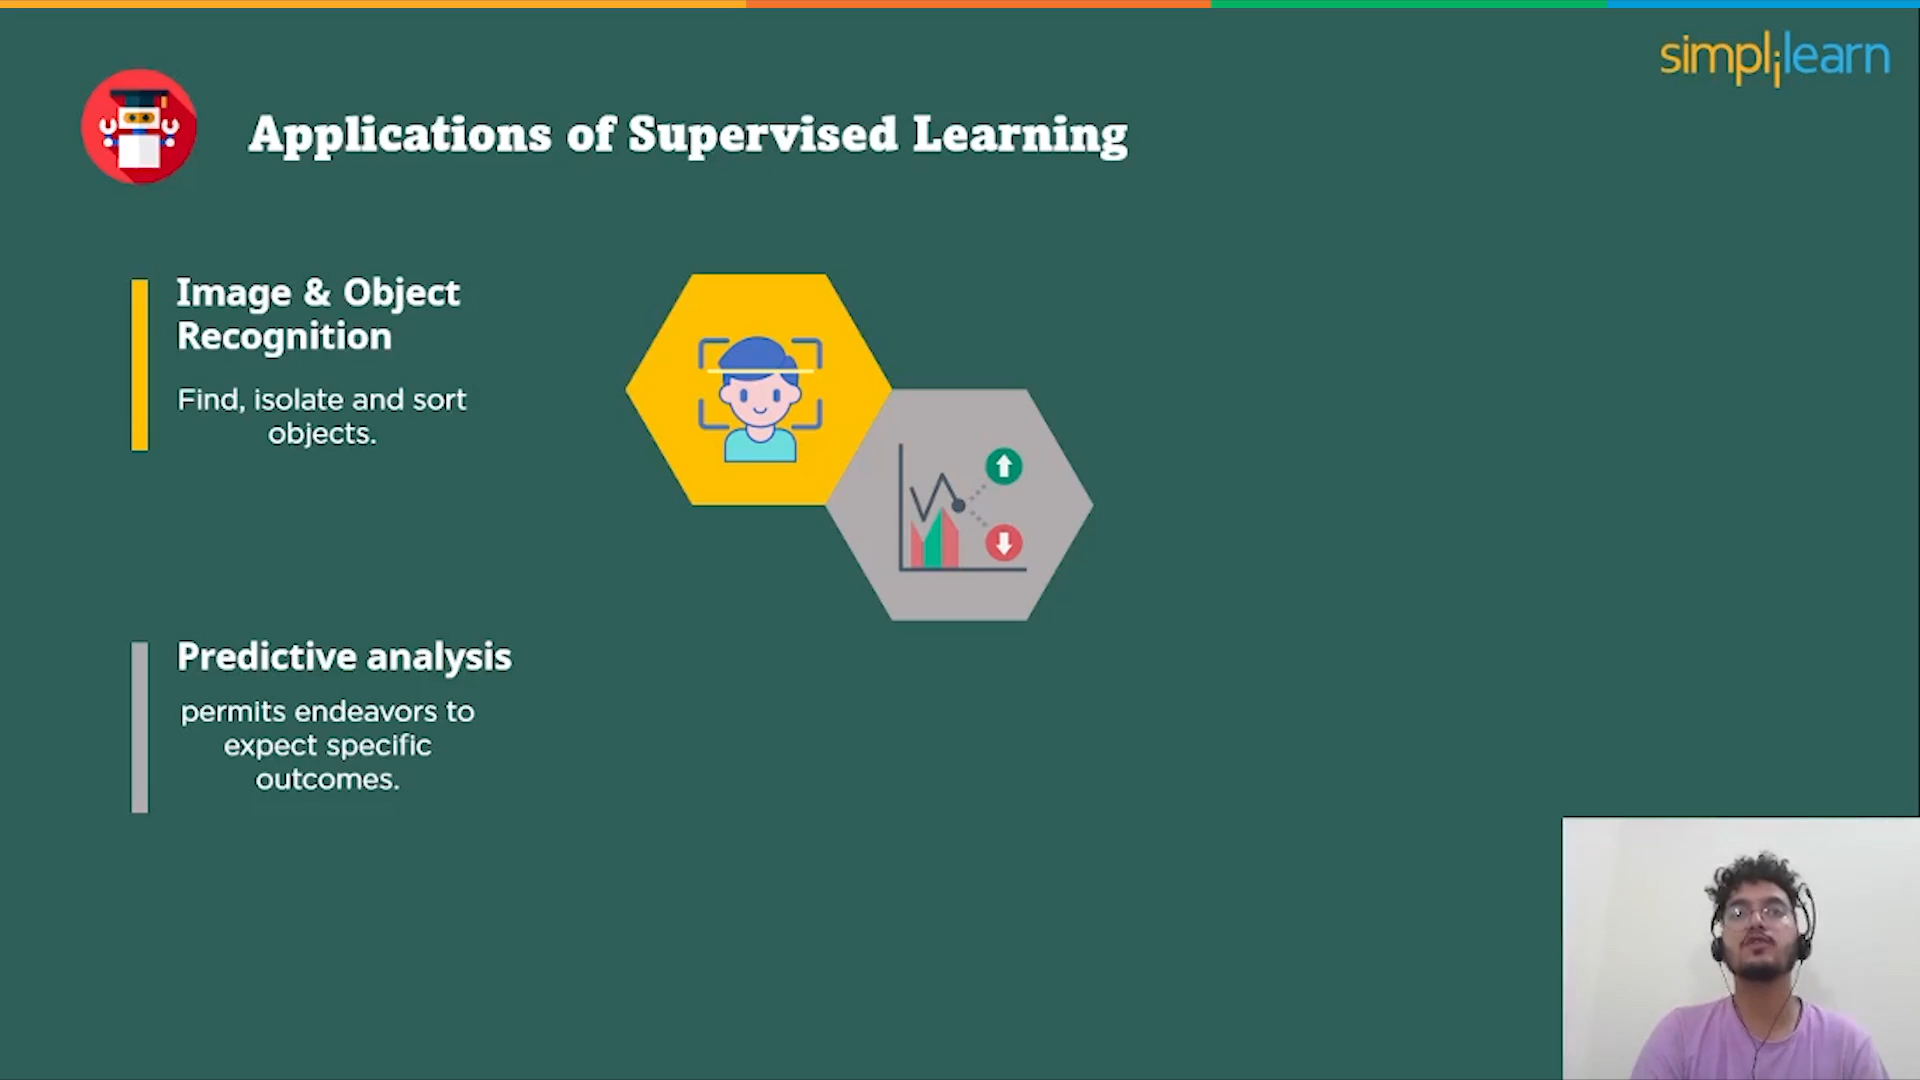 simplilearn
Applications of Supervised Learning
Image & Object
Recognition
Find, isolate and sort
objects.
Predictive analysis
permits endeavors to
expect specific
outcomes.